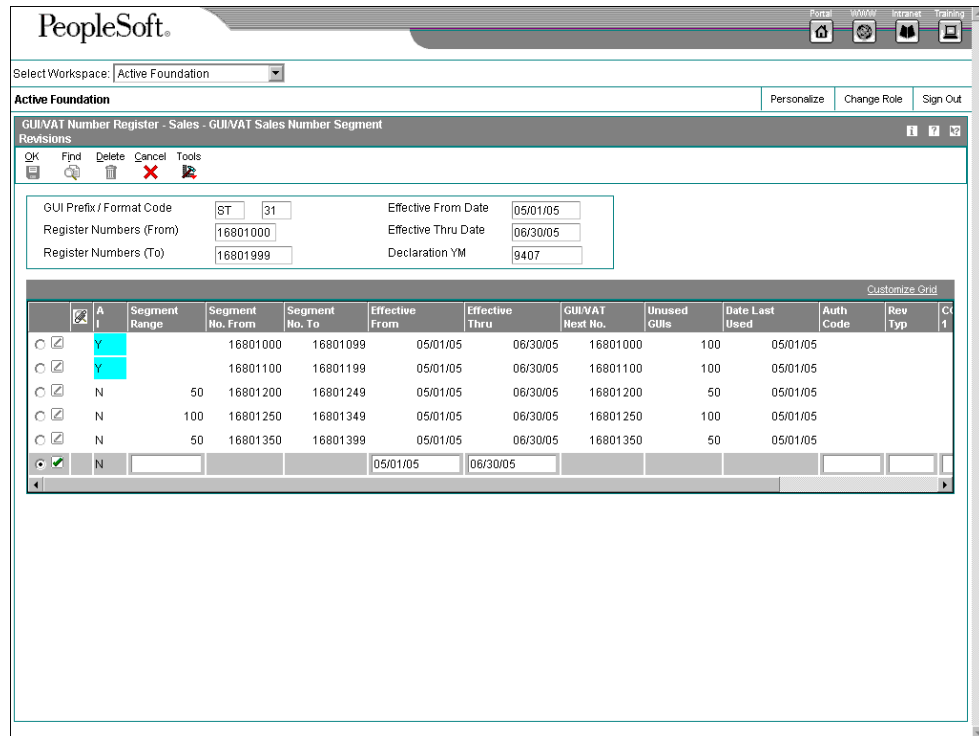 Portal WWW Intranet Training
PeopleSoft®
Select Workspace: Active Foundation
Active Foundation Personalize Change Role Sign Out
GUI/VAT Number Register - Sales - GUI/VAT Sales Number Segment
Revisions
OK Find Delete Cancel Tools
GUI Prefix / Format Code ST 31 Effective From Date 05/01/05
Register Numbers (From) 16801000 Effective Thru Date 06/30/05
Register Numbers (To) 16801999 Declaration YM 9407
Customize Grid
A Segment Segment Segment Effective Effective GUI/VAT Unused Date Last Auth Rev CO
I Range No. From No. To From Thru Next No. GUIs Used Code Typ 1
Y 16801000 16801099 05/01/05 06/30/05 16801000 100 05/01/05
Y 16801100 16801199 05/01/05 06/30/05 16801100 100 05/01/05
N 50 16801200 16801249 05/01/05 06/30/05 16801200 50 05/01/05
N 100 16801250 16801349 05/01/05 06/30/05 16801250 100 05/01/05
N 50 16801350 16801399 05/01/05 06/30/05 16801350 50 05/01/05
N 05/01/05 06/30/05